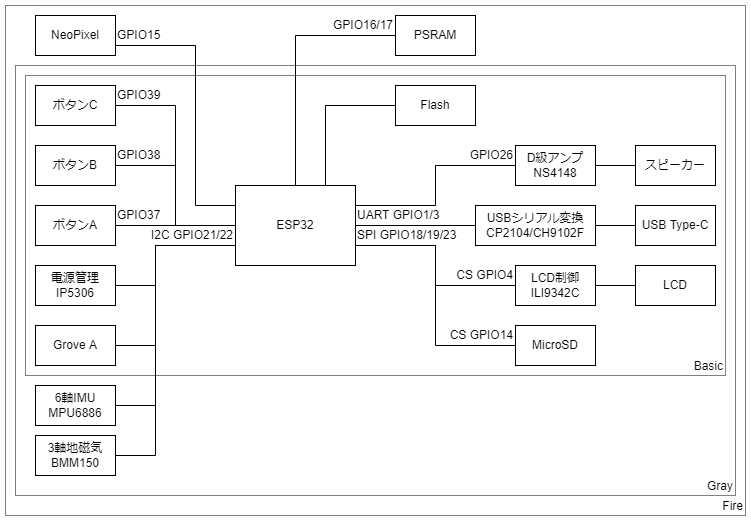 NeoPixel
GPIO15
GPIO16/17
PSRAM
ボタンC
GPIO39
Flash
ボタンB
GPIO38
GPIO26
D級アンプ
NS4148
スピーカー
ボタンA
GPIO37
I2C GPIO21/22
ESP32
UART GPIO1/3
SPI GPIO18/19/23
USBシリアル変換
CP2104/CH9102F
USB Type-C
電源管理
IP5306
CS GPIO4
LCD制御
ILI9342C
LCD
Grove A
CS GPIO14
MicroSD
Basic
6軸IMU
MPU6886
3軸地磁気
BMM150
Gray
Fire